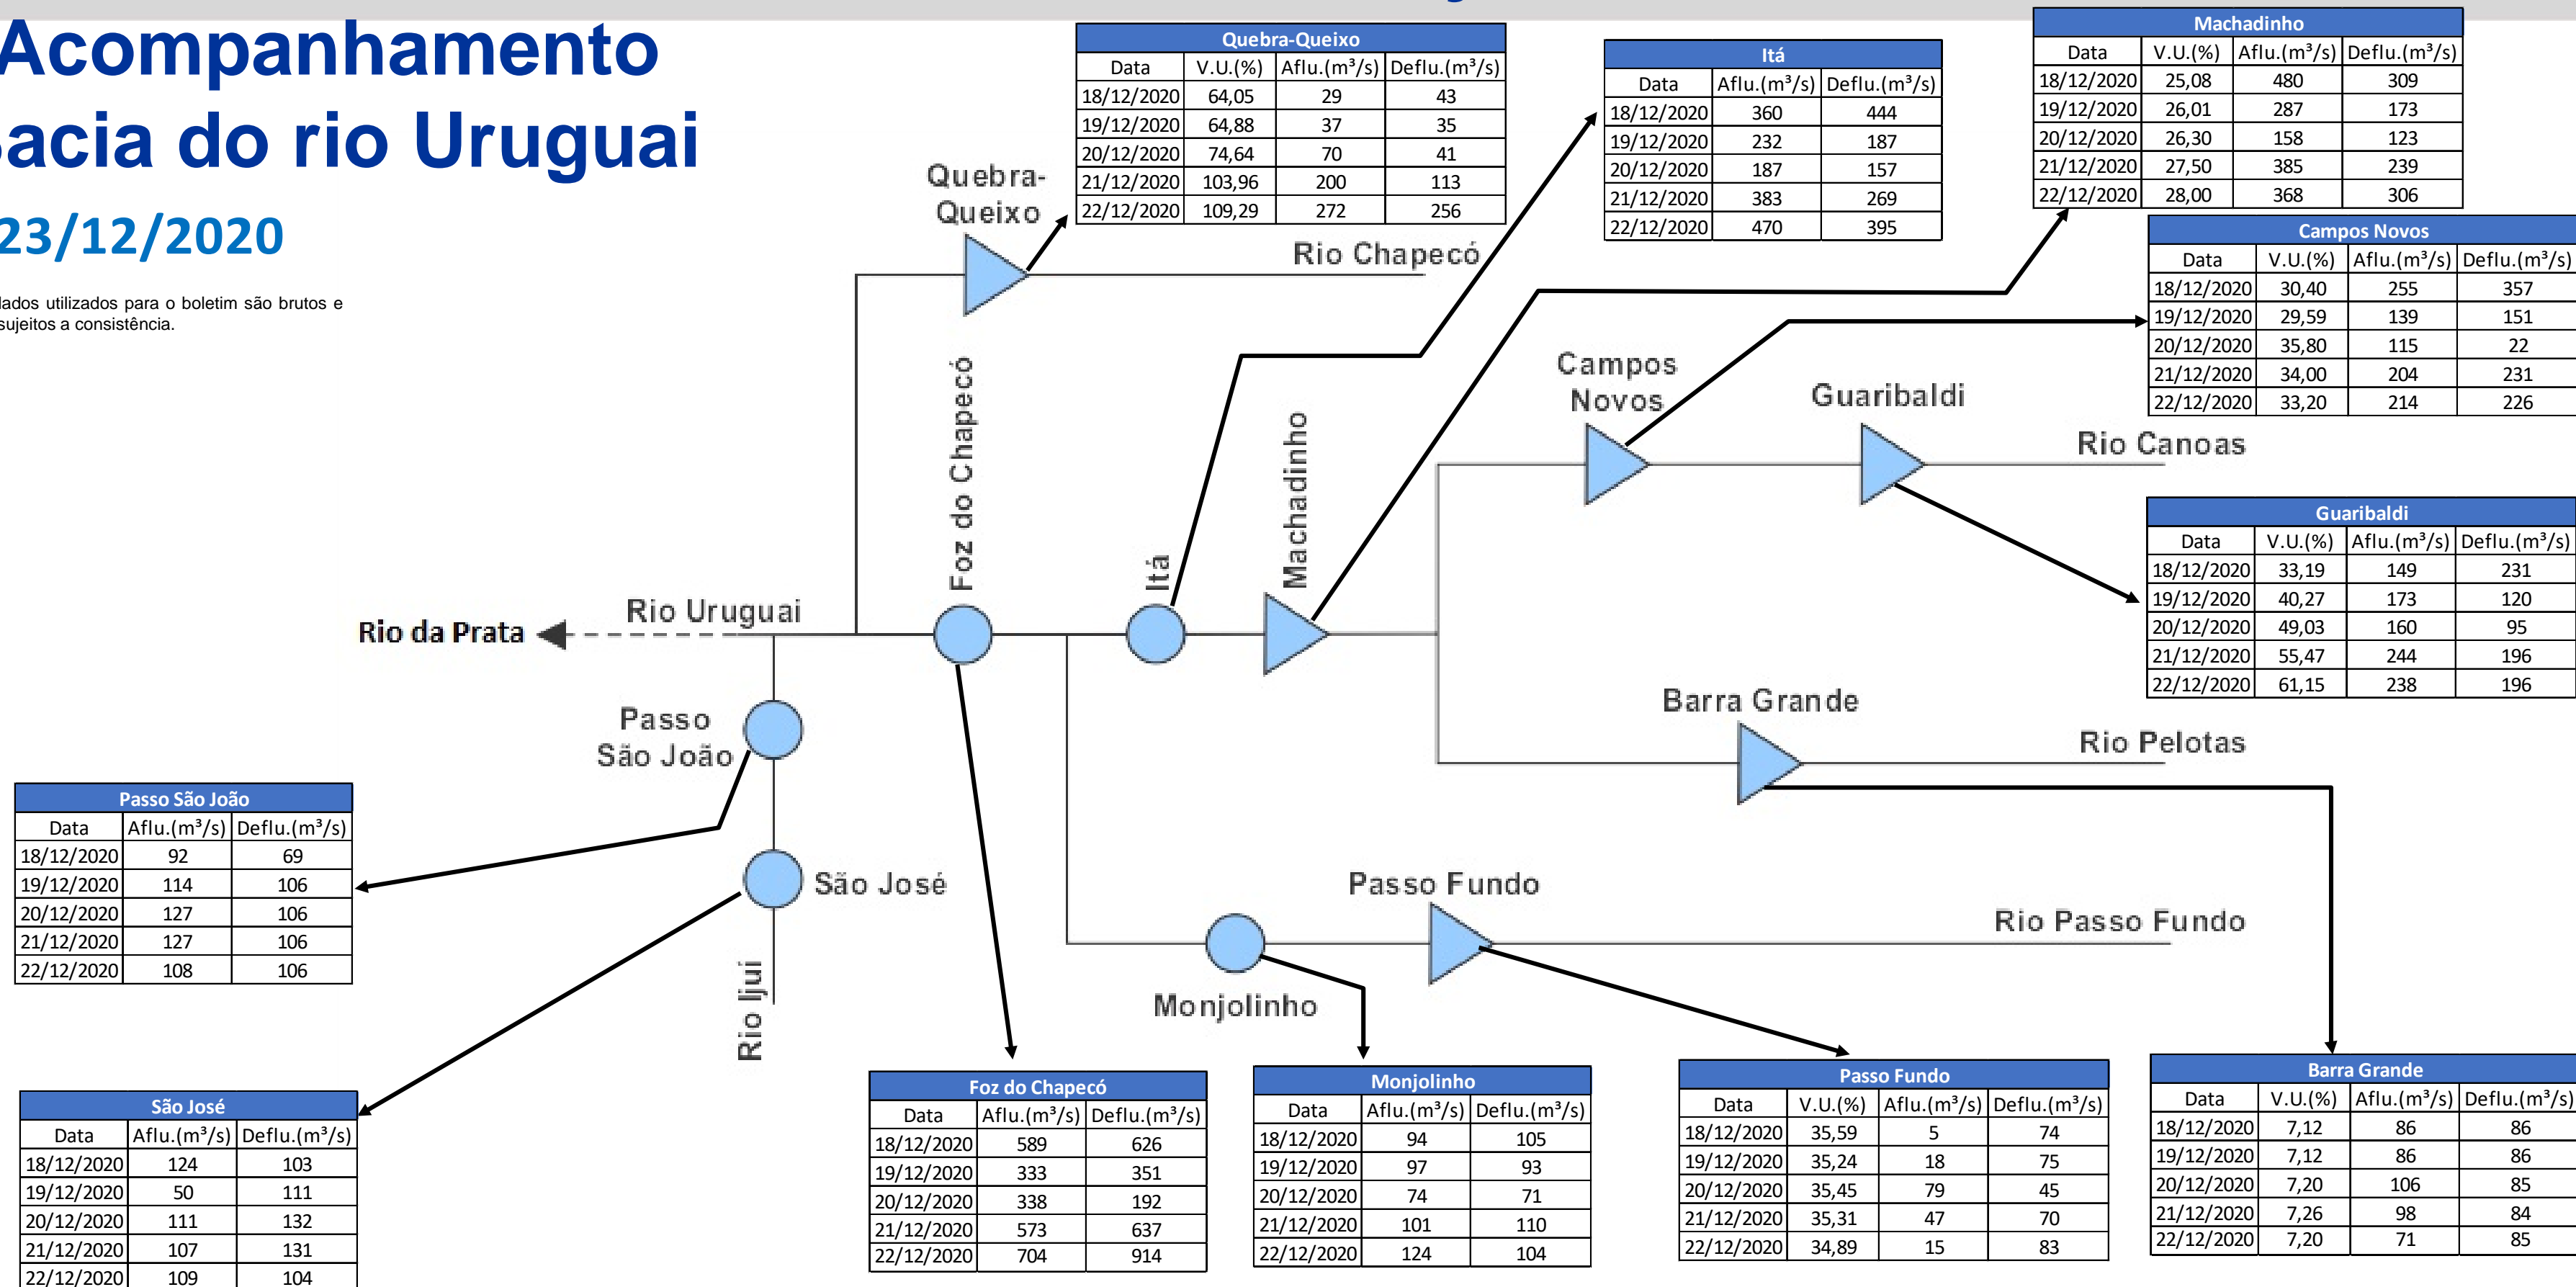 Acompanhamento
acia do rio Uruguai
23/12/2020
dados utilizados para o boletim são brutos e
sujeitos a consistência.
Quebra-Queixo
Data V.U.(%) Aflu.(m³/s) Deflu.(m³/s)
18/12/2020 64,05 29 43
19/12/2020 64,88 37 35
20/12/2020 74,64 70 41
21/12/2020 103,96 200 113
22/12/2020 109,29 272 256
Itá
Data Aflu.(m³/s) Deflu.(m³/s)
18/12/2020 360 444
19/12/2020 232 187
20/12/2020 187 157
21/12/2020 383 269
22/12/2020 470 395
Machadinho
Data V.U.(%) Aflu.(m³/s) Deflu.(m³/s)
18/12/2020 25,08 480 309
19/12/2020 26,01 287 173
20/12/2020 26,30 158 123
21/12/2020 27,50 385 239
22/12/2020 28,00 368 306
Campos Novos
Data V.U.(%) Aflu.(m³/s) Deflu.(m³/s)
18/12/2020 30,40 255 357
19/12/2020 29,59 139 151
20/12/2020 35,80 115 22
21/12/2020 34,00 204 231
22/12/2020 33,20 214 226
Quebra-
Queixo
Rio Chapecó
Foz do Chapecó
Itá
Machadinho
Campos
Novos
Guaribaldi
Rio Canoas
Guaribaldi
Data V.U.(%) Aflu.(m³/s) Deflu.(m³/s)
18/12/2020 33,19 149 231
19/12/2020 40,27 173 120
20/12/2020 49,03 160 95
21/12/2020 55,47 244 196
22/12/2020 61,15 238 196
Rio da Prata
Rio Uruguai
Passo
São João
São José
Rio Ijuí
Barra Grande
Rio Pelotas
Passo Fundo
Rio Passo Fundo
Monjolinho
Passo São João
Data Aflu.(m³/s) Deflu.(m³/s)
18/12/2020 92 69
19/12/2020 114 106
20/12/2020 127 106
21/12/2020 127 106
22/12/2020 108 106
São José
Data Aflu.(m³/s) Deflu.(m³/s)
18/12/2020 124 103
19/12/2020 50 111
20/12/2020 111 132
21/12/2020 107 131
22/12/2020 109 104
Foz do Chapecó
Data Aflu.(m³/s) Deflu.(m³/s)
18/12/2020 589 626
19/12/2020 333 351
20/12/2020 338 192
21/12/2020 573 637
22/12/2020 704 914
Monjolinho
Data Aflu.(m³/s) Deflu.(m³/s)
18/12/2020 94 105
19/12/2020 97 93
20/12/2020 74 71
21/12/2020 101 110
22/12/2020 124 104
Passo Fundo
Data V.U.(%) Aflu.(m³/s) Deflu.(m³/s)
18/12/2020 35,59 5 74
19/12/2020 35,24 18 75
20/12/2020 35,45 79 45
21/12/2020 35,31 47 70
22/12/2020 34,89 15 83
Barra Grande
Data V.U.(%) Aflu.(m³/s) Deflu.(m³/s)
18/12/2020 7,12 86 86
19/12/2020 7,12 86 86
20/12/2020 7,20 106 85
21/12/2020 7,26 98 84
22/12/2020 7,20 71 85